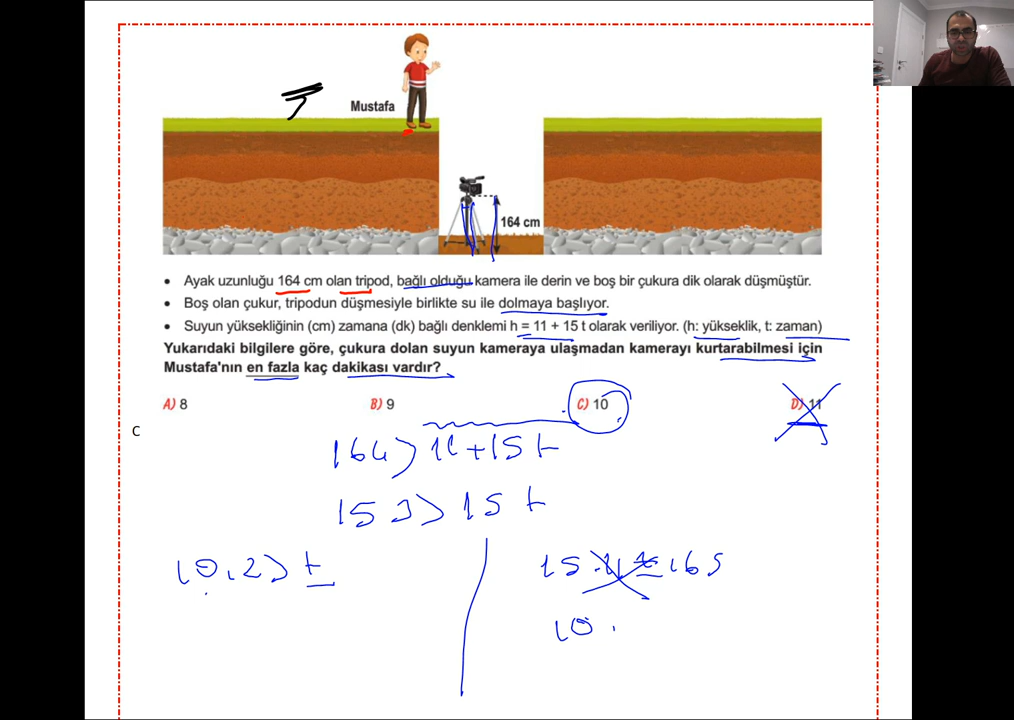 Mustafa
164 cm
• Ayak uzunluğu 164 cm olan tripod, bağlı olduğu kamera ile derin ve boş bir çukura dik olarak düşmüştür.
• Boş olan çukur, tripodun düşmesiyle birlikte su ile dolmaya başlıyor.
• Suyun yüksekliğinin (cm) zamana (dk) bağlı denklemi h = 11 + 15 t olarak veriliyor. (h: yükseklik, t: zaman)
Yukarıdaki bilgilere göre, çukura dolan suyun kameraya ulaşmadan kamerayı kurtarabilmesi için
Mustafa'nın en fazla kaç dakikası vardır?
A) 8 B) 9 C) 10 D) 11
C
164 > 11 + 15 t
153 > 15 t
10,2 > t
165
10 .